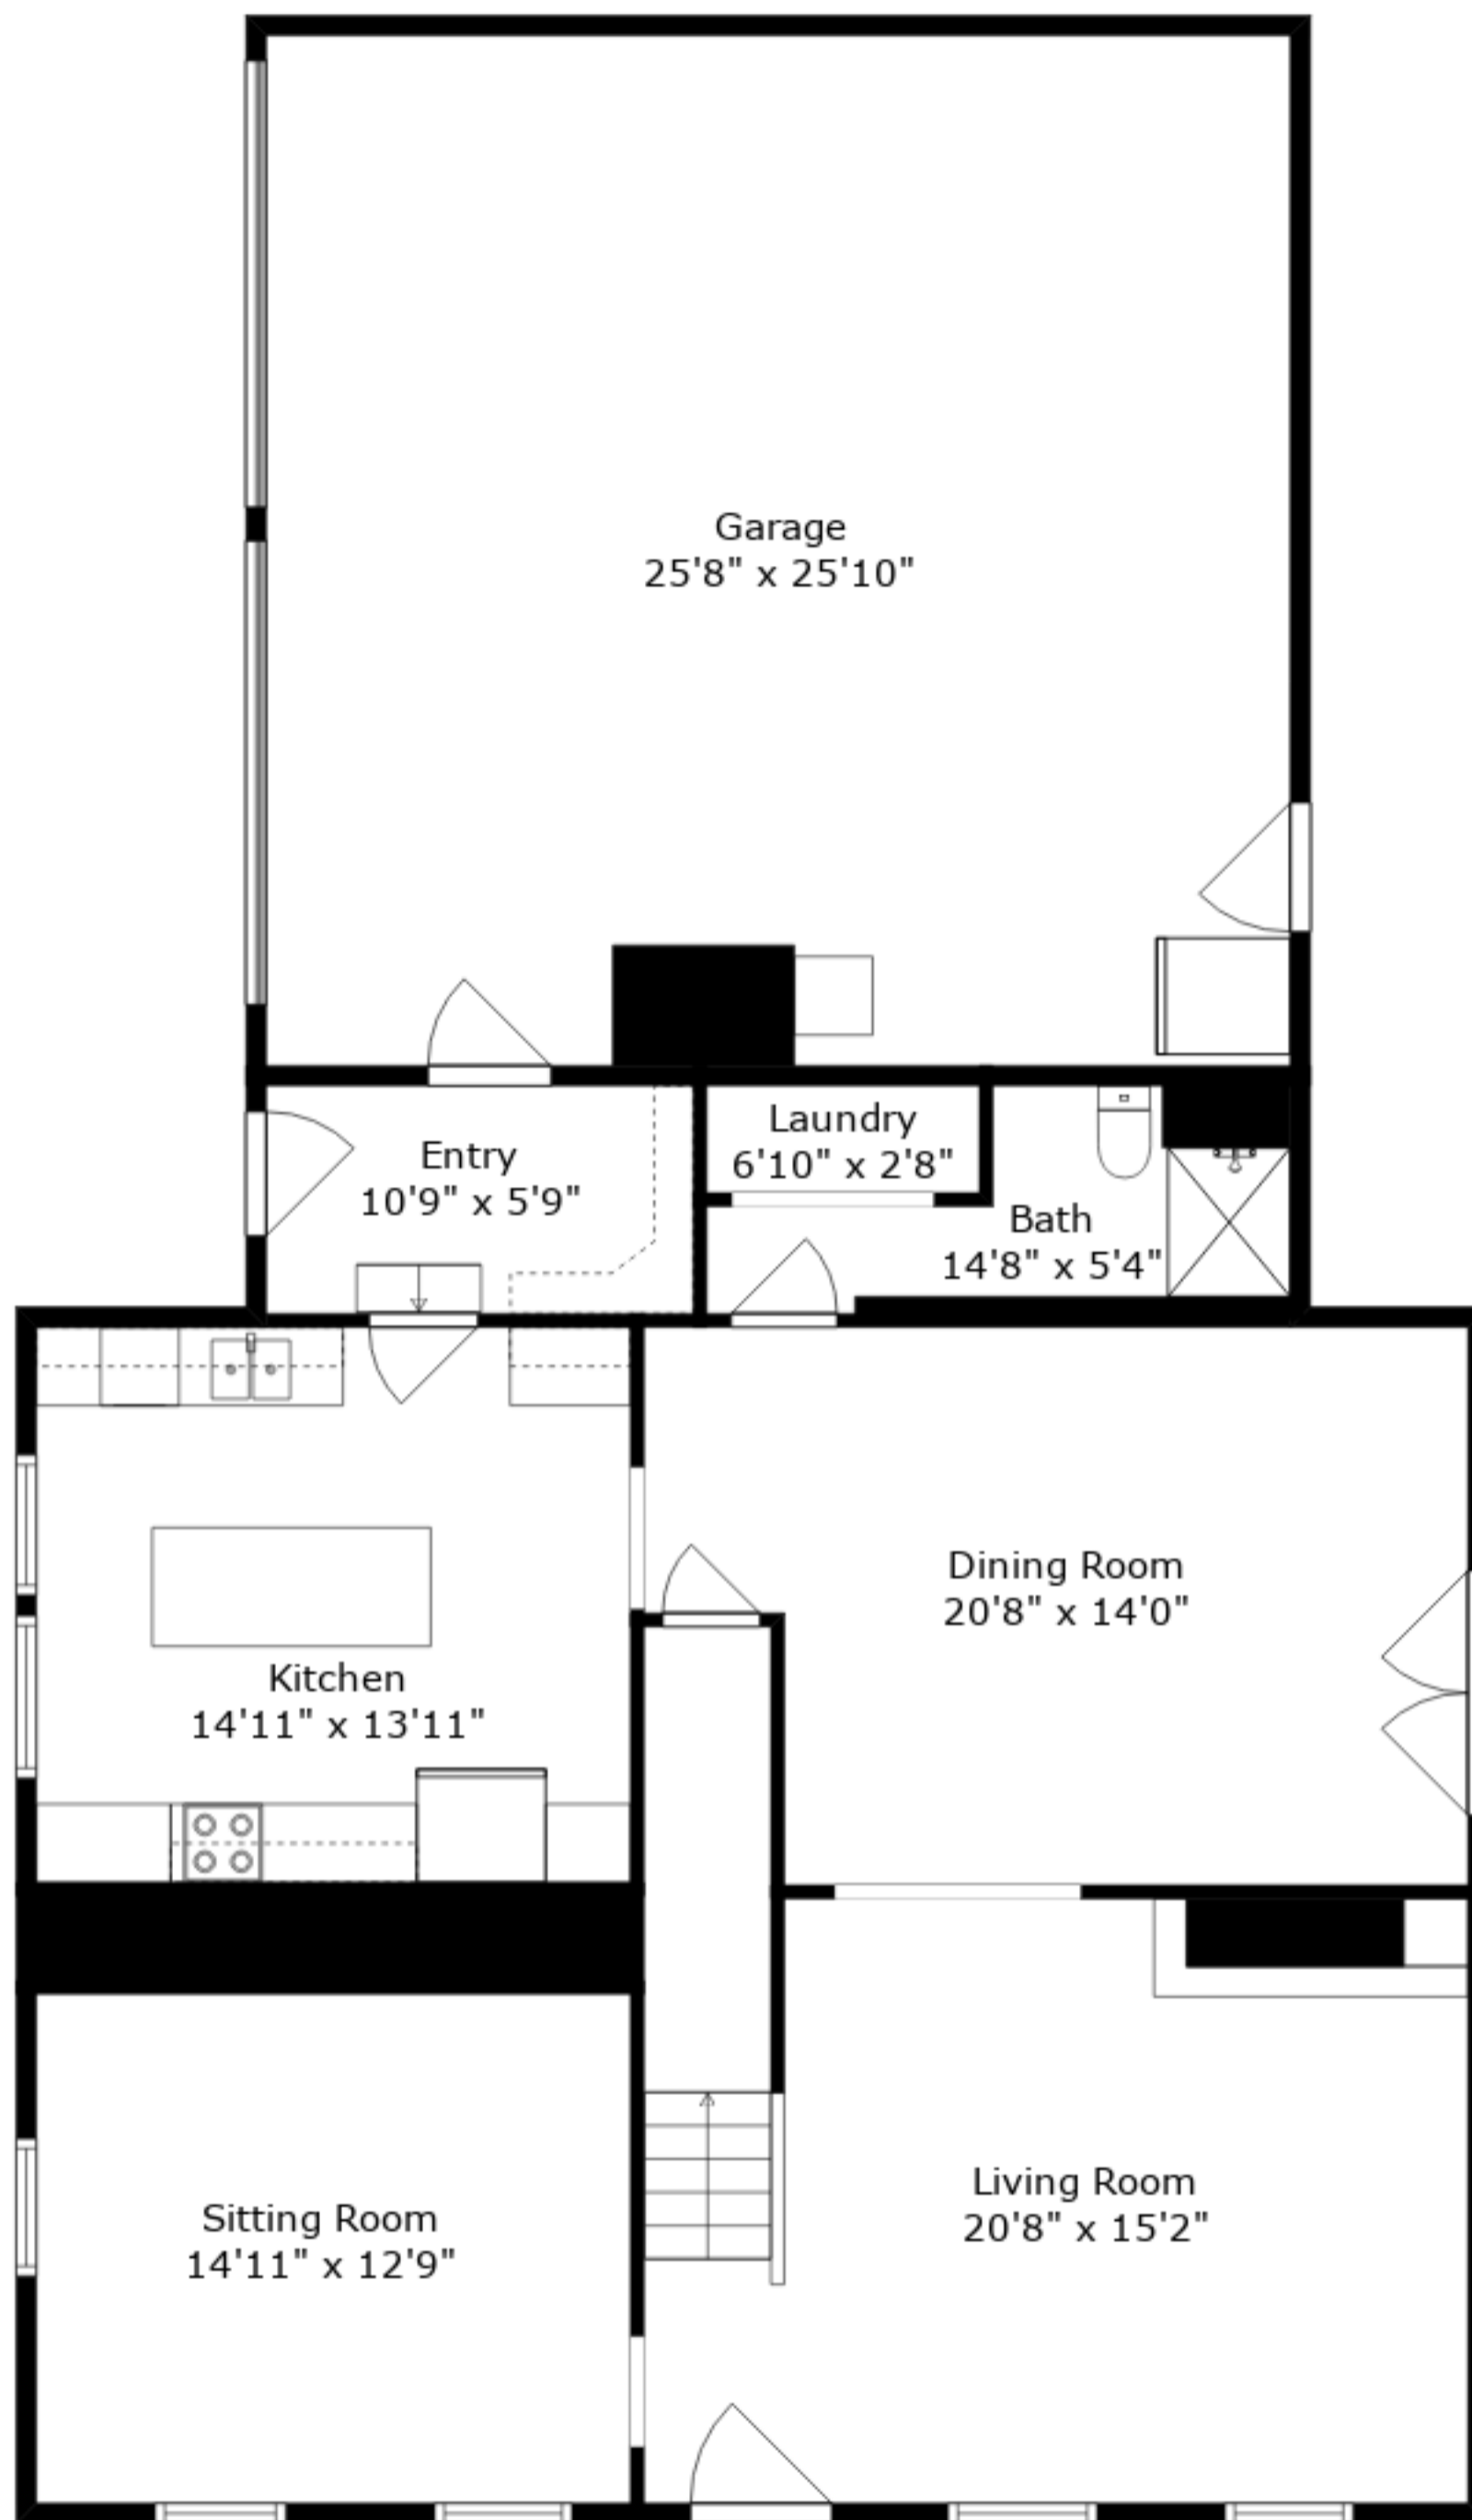 Garage
25'8" x 25'10"
Laundry
6'10" x 2'8"
Entry
10'9" x 5'9"
Bath
14'8" x 5'4"
Dining Room
20'8" x 14'0"
Kitchen
14'11" x 13'11"
Living Room
20'8" x 15'2"
Sitting Room
14'11" x 12'9"